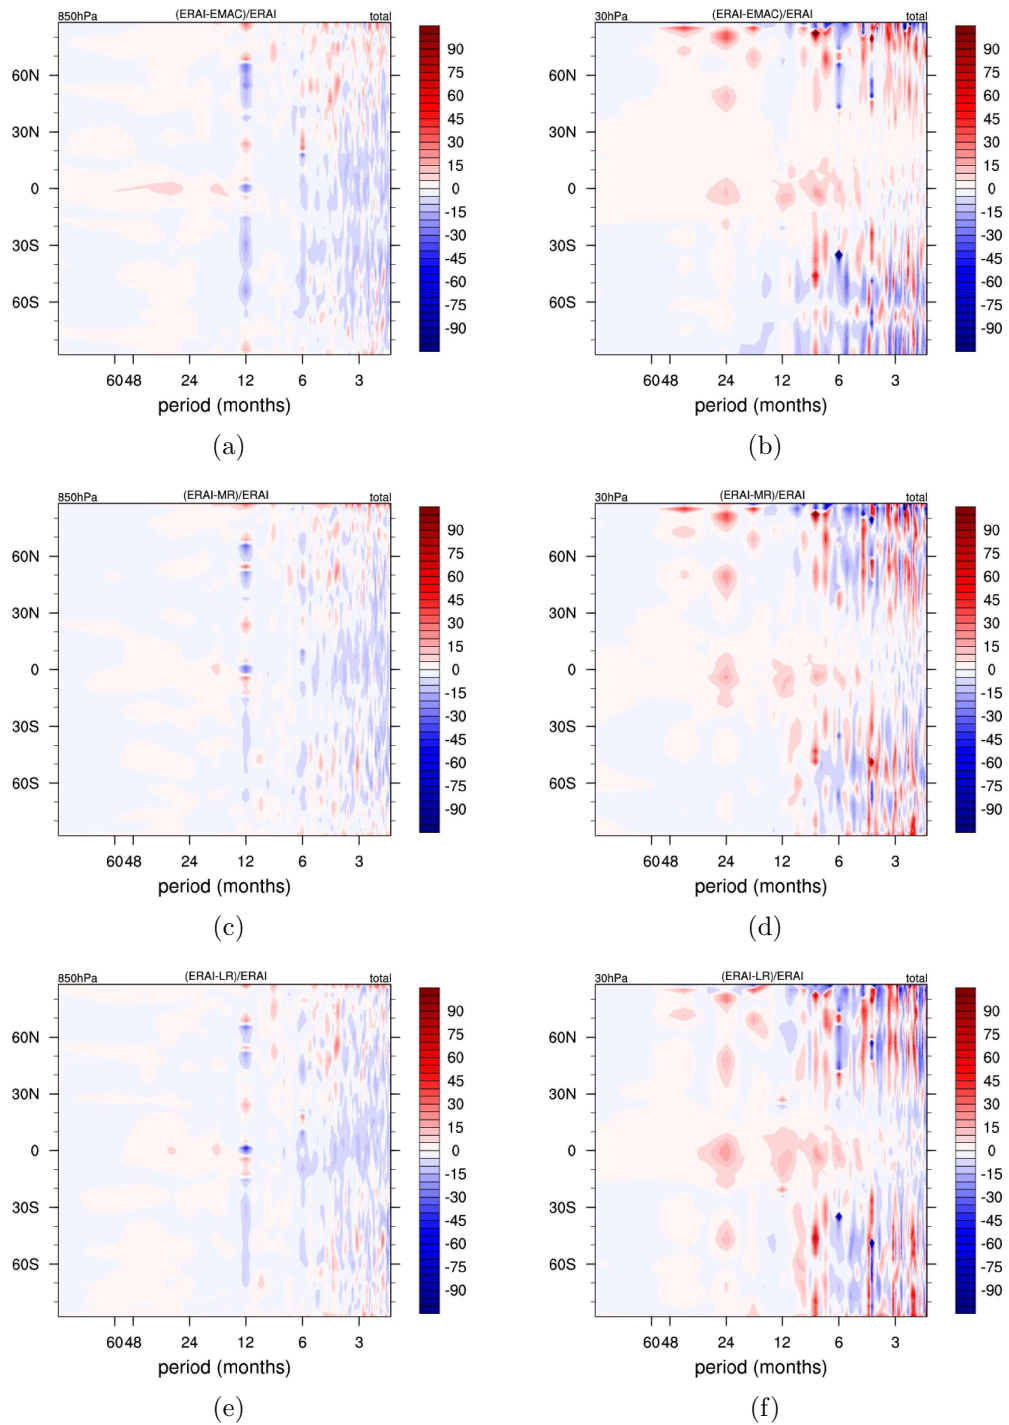 850hPa (ERAI-EMAC)/ERAI total
60N
30N
0
30S
60S
60 48 24 12 6 3
period (months)
90
75
60
45
30
15
0
-15
-30
-45
-60
-75
-90
(a)
30hPa (ERAI-EMAC)/ERAI total
60N
30N
0
30S
60S
60 48 24 12 6 3
period (months)
90
75
60
45
30
15
0
-15
-30
-45
-60
-75
-90
(b)
850hPa (ERAI-MR)/ERAI total
60N
30N
0
30S
60S
60 48 24 12 6 3
period (months)
90
75
60
45
30
15
0
-15
-30
-45
-60
-75
-90
(c)
30hPa (ERAI-MR)/ERAI total
60N
30N
0
30S
60S
60 48 24 12 6 3
period (months)
90
75
60
45
30
15
0
-15
-30
-45
-60
-75
-90
(d)
850hPa (ERAI-LR)/ERAI total
60N
30N
0
30S
60S
60 48 24 12 6 3
period (months)
90
75
60
45
30
15
0
-15
-30
-45
-60
-75
-90
(e)
30hPa (ERAI-LR)/ERAI total
60N
30N
0
30S
60S
60 48 24 12 6 3
period (months)
90
75
60
45
30
15
0
-15
-30
-45
-60
-75
-90
(f)